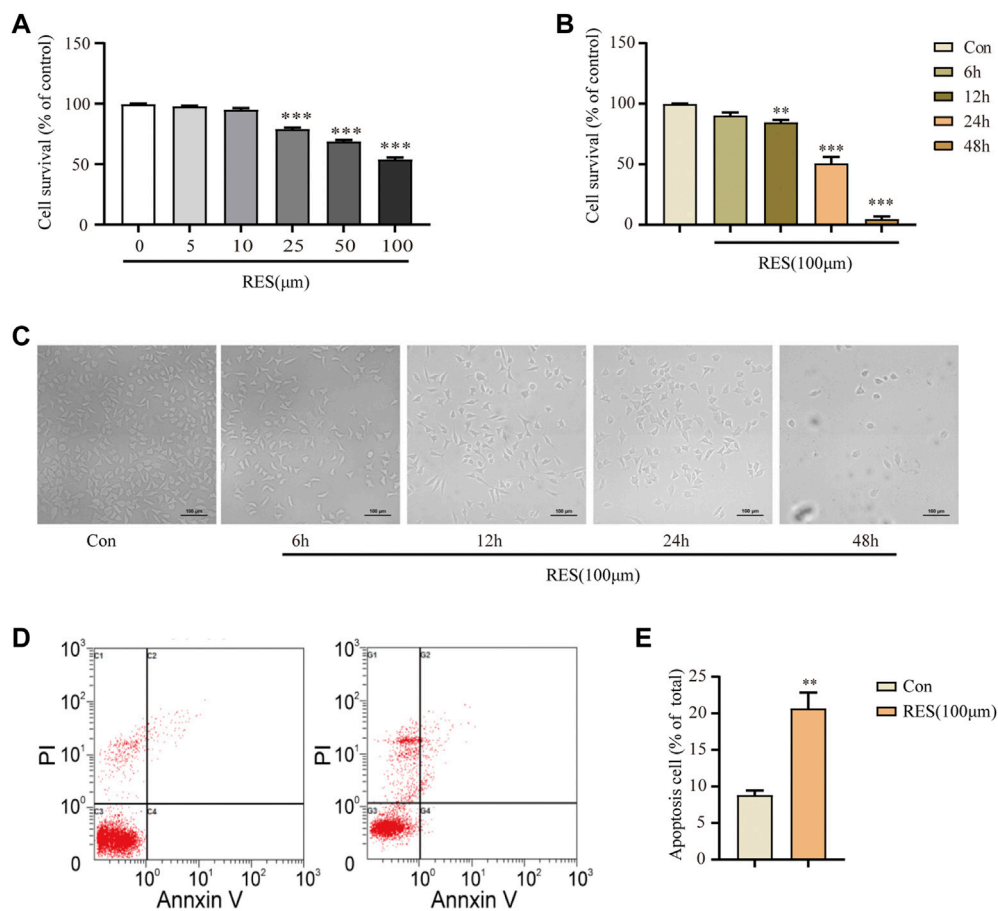 A
150
100
50
0
Cell survival (% of control)
***
***
***
0 5 10 25 50 100
RES(μm)
B
150
100
50
0
Cell survival (% of control)
**
***
***
RES(100μm)
Con
6h
12h
24h
48h
C
100 μm
100 μm
100 μm
100 μm
100 μm
Con 6h 12h 24h 48h
RES(100μm)
D
PI
10³
10²
10¹
10⁰
0
C1 C2
C3 C4
10⁰ 10¹ 10² 10³
Annxin V
PI
10³
10²
10¹
10⁰
0
G1 G2
G3 G4
10⁰ 10¹ 10² 10³
Annxin V
E
Apoptosis cell (% of total)
25
20
15
10
5
0
**
Con
RES(100μm)